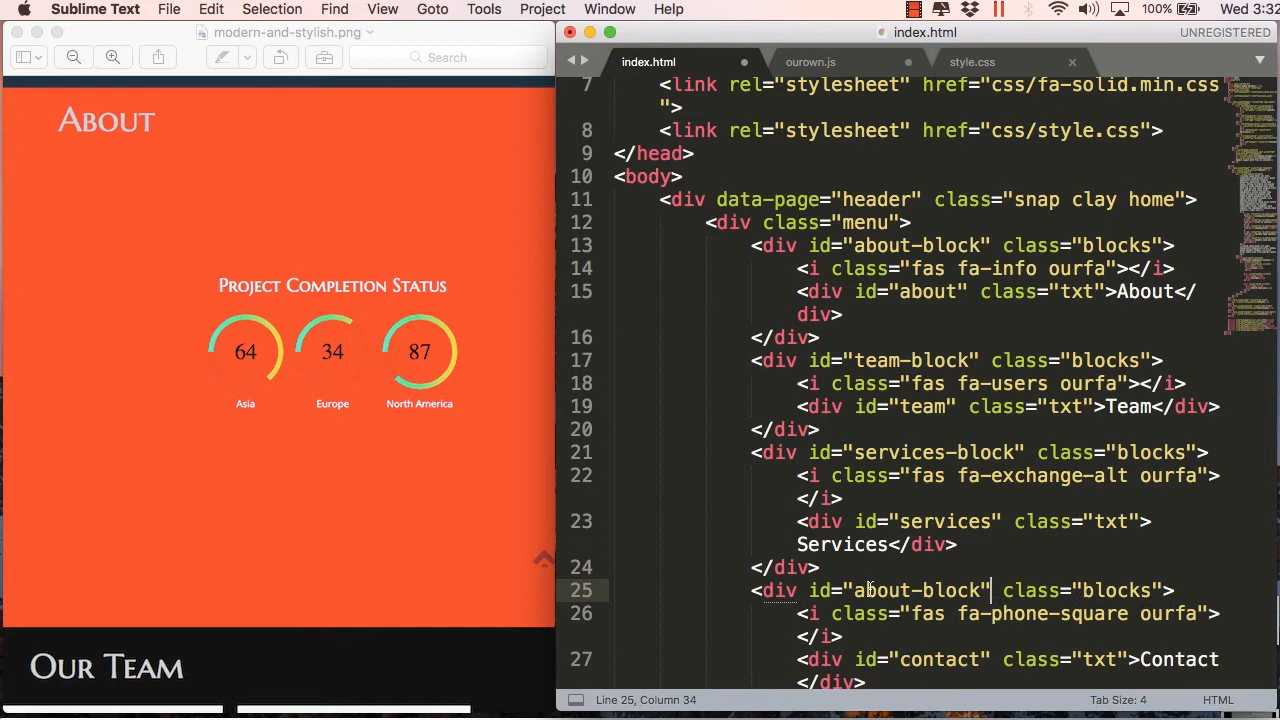 Sublime Text File Edit Selection Find View Goto Tools Project Window Help 100% Wed 3:32
modern-and-stylish.png
index.html
UNREGISTERED
Search
index.html
ourown.js
style.css
About
Project Completion Status
64 34 87
Asia Europe North America
Our Team
7 <link rel="stylesheet" href="css/fa-solid.min.css
">
8 <link rel="stylesheet" href="css/style.css">
9 </head>
10 <body>
11 <div data-page="header" class="snap clay home">
12 <div class="menu">
13 <div id="about-block" class="blocks">
14 <i class="fas fa-info ourfa"></i>
15 <div id="about" class="txt">About</
div>
16 </div>
17 <div id="team-block" class="blocks">
18 <i class="fas fa-users ourfa"></i>
19 <div id="team" class="txt">Team</div>
20 </div>
21 <div id="services-block" class="blocks">
22 <i class="fas fa-exchange-alt ourfa">
</i>
23 <div id="services" class="txt">
Services</div>
24 </div>
25 <div id="about-block" class="blocks">
26 <i class="fas fa-phone-square ourfa">
</i>
27 <div id="contact" class="txt">Contact
</div>
Line 25, Column 34
Tab Size: 4
HTML